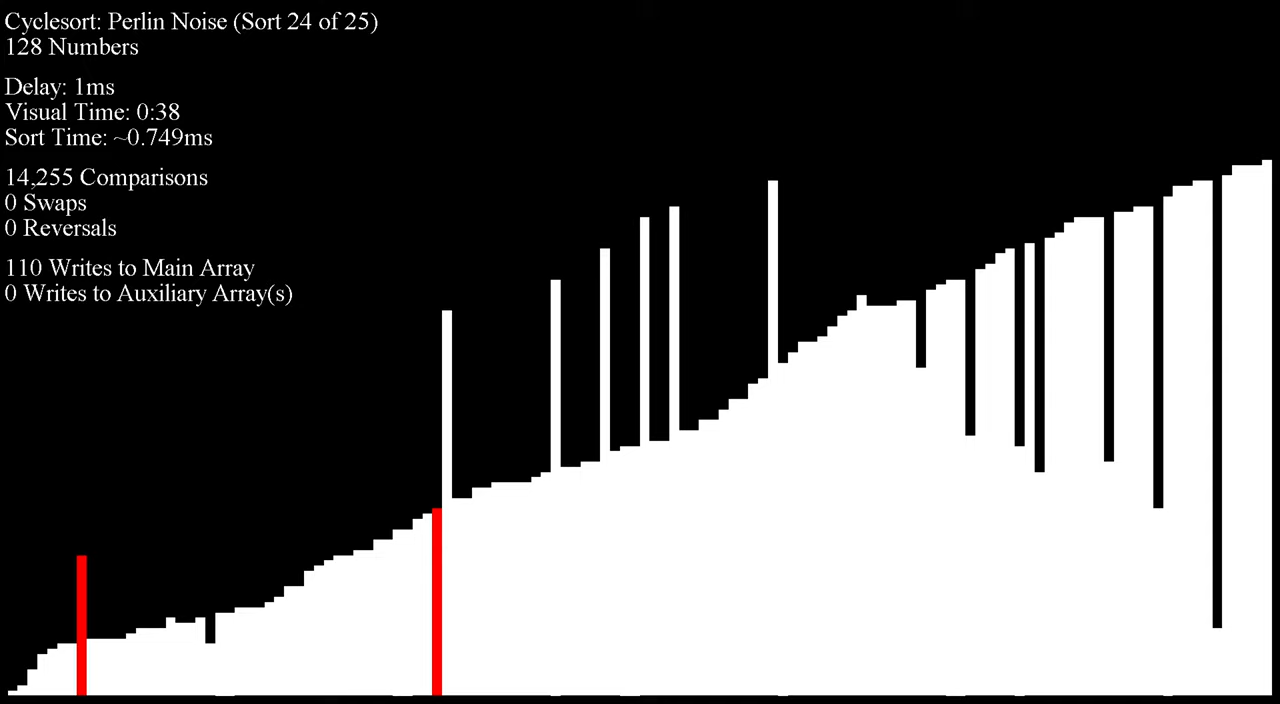 Cyclesort: Perlin Noise (Sort 24 of 25)
128 Numbers
Delay: 1ms
Visual Time: 0:38
Sort Time: ~0.749ms
14,255 Comparisons
0 Swaps
0 Reversals
110 Writes to Main Array
0 Writes to Auxiliary Array(s)